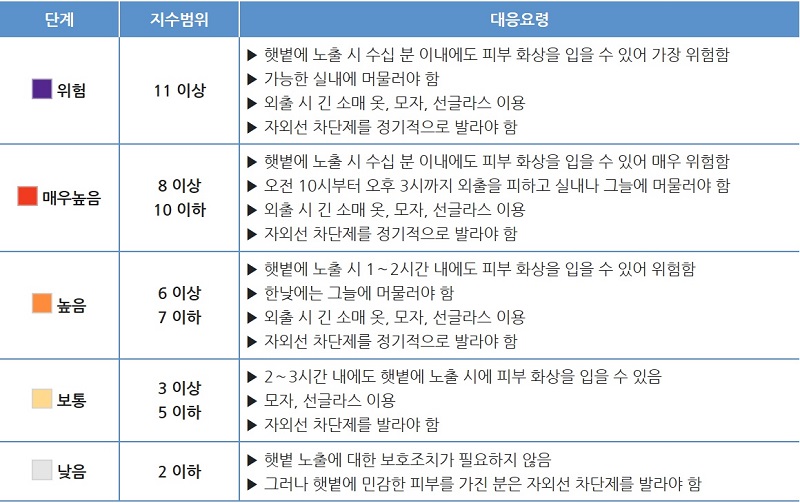 단계 지수범위 대응요령
위험 11 이상
▶ 햇볕에 노출 시 수십 분 이내에도 피부 화상을 입을 수 있어 가장 위험함
▶ 가능한 실내에 머물러야 함
▶ 외출 시 긴 소매 옷, 모자, 선글라스 이용
▶ 자외선 차단제를 정기적으로 발라야 함
매우높음 8 이상
10 이하
▶ 햇볕에 노출 시 수십 분 이내에도 피부 화상을 입을 수 있어 매우 위험함
▶ 오전 10시부터 오후 3시까지 외출을 피하고 실내나 그늘에 머물러야 함
▶ 외출 시 긴 소매 옷, 모자, 선글라스 이용
▶ 자외선 차단제를 정기적으로 발라야 함
높음 6 이상
7 이하
▶ 햇볕에 노출 시 1～2시간 내에도 피부 화상을 입을 수 있어 위험함
▶ 한낮에는 그늘에 머물러야 함
▶ 외출 시 긴 소매 옷, 모자, 선글라스 이용
▶ 자외선 차단제를 정기적으로 발라야 함
보통 3 이상
5 이하
▶ 2～3시간 내에도 햇볕에 노출 시에 피부 화상을 입을 수 있음
▶ 모자, 선글라스 이용
▶ 자외선 차단제를 발라야 함
낮음 2 이하
▶ 햇볕 노출에 대한 보호조치가 필요하지 않음
▶ 그러나 햇볕에 민감한 피부를 가진 분은 자외선 차단제를 발라야 함